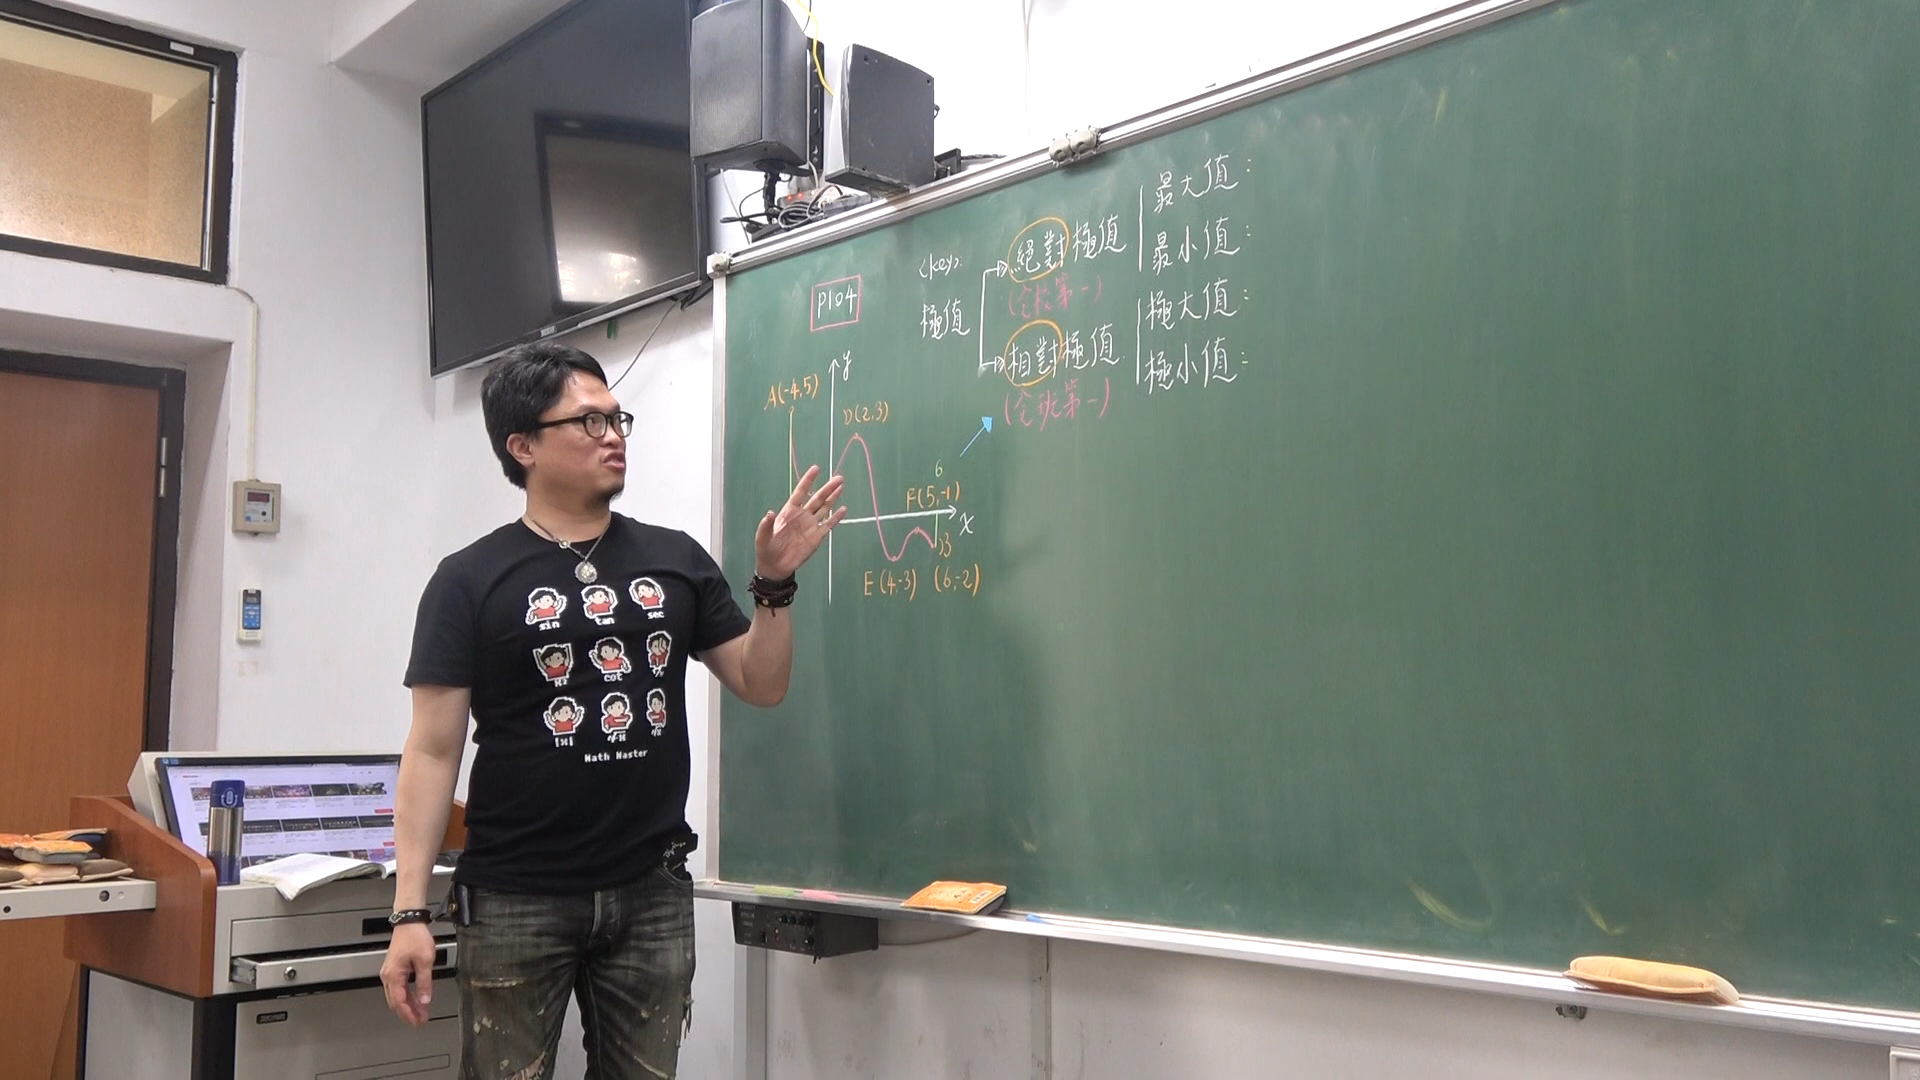 P104
<key>:
極值
絕對極值
(全校第一)
最大值:
最小值:
相對極值
(全班第一)
極大值:
極小值:
y
A(-4,5)
D(2,3)
6
F(5,-1)
x
E(4,-3)
(6,-2)
sin
tan
sec
x²
cot
|x|
Math Master